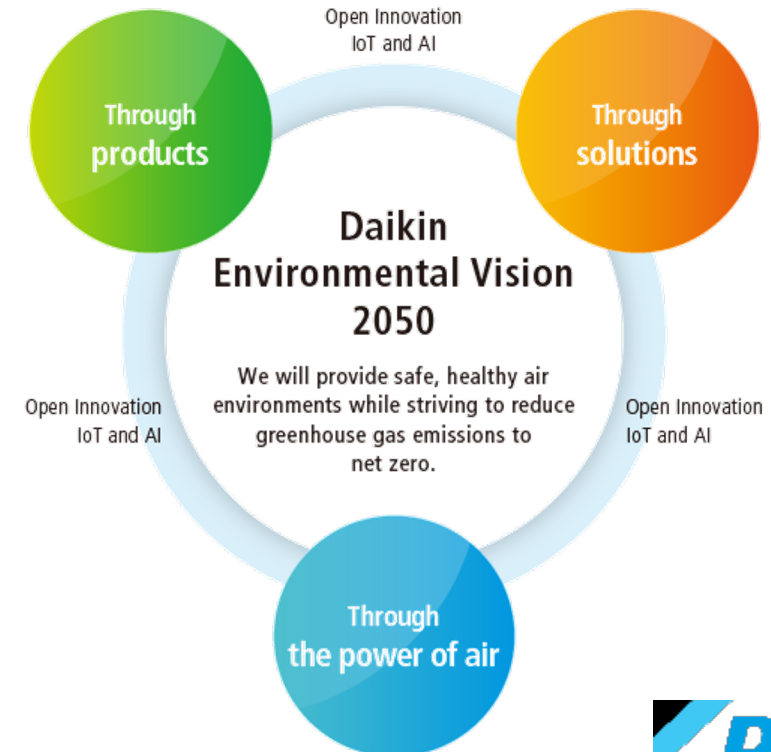 Open Innovation
IoT and AI
Through
products
Through
solutions
Daikin
Environmental Vision
2050
We will provide safe, healthy air
environments while striving to reduce
greenhouse gas emissions to
net zero.
Open Innovation
IoT and AI
Open Innovation
IoT and AI
Through
the power of air